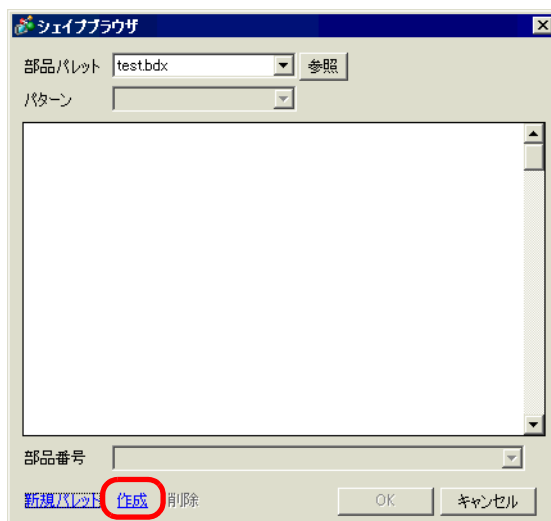 シェイプブラウザ
部品パレット test.bdx 参照
パターン
部品番号
新規パレット 作成 削除 OK キャンセル